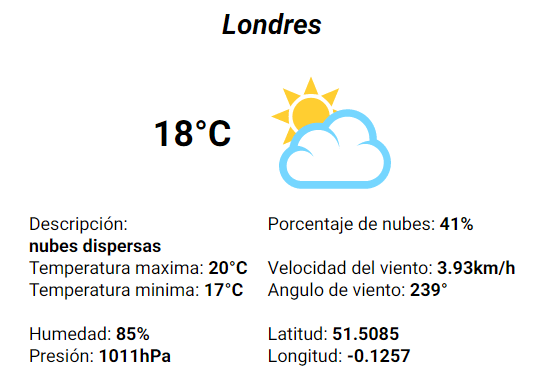 Londres
18°C
Descripción:
nubes dispersas
Temperatura maxima: 20°C
Temperatura minima: 17°C
Humedad: 85%
Presión: 1011hPa
Porcentaje de nubes: 41%
Velocidad del viento: 3.93km/h
Angulo de viento: 239°
Latitud: 51.5085
Longitud: -0.1257